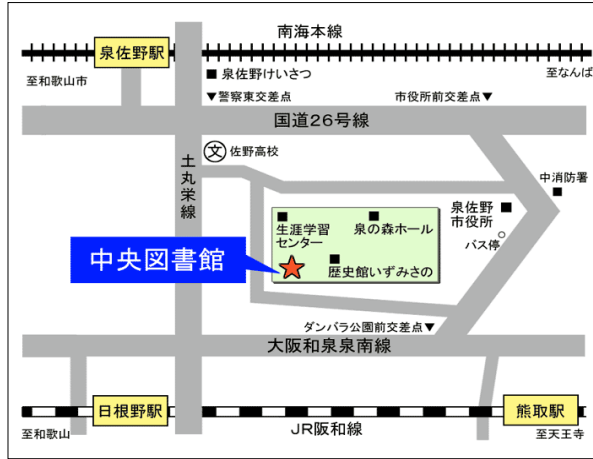 南海本線
泉佐野駅
至和歌山市
■泉佐野けいさつ
至なんば
▼警察東交差点
市役所前交差点▼
国道26号線
土丸栄線
文
佐野高校
中消防署
泉佐野
市役所
バス停
生涯学習
センター
泉の森ホール
中央図書館
歴史館いずみさの
ダンバラ公園前交差点▼
大阪和泉泉南線
日根野駅
熊取駅
至和歌山
JR阪和線
至天王寺